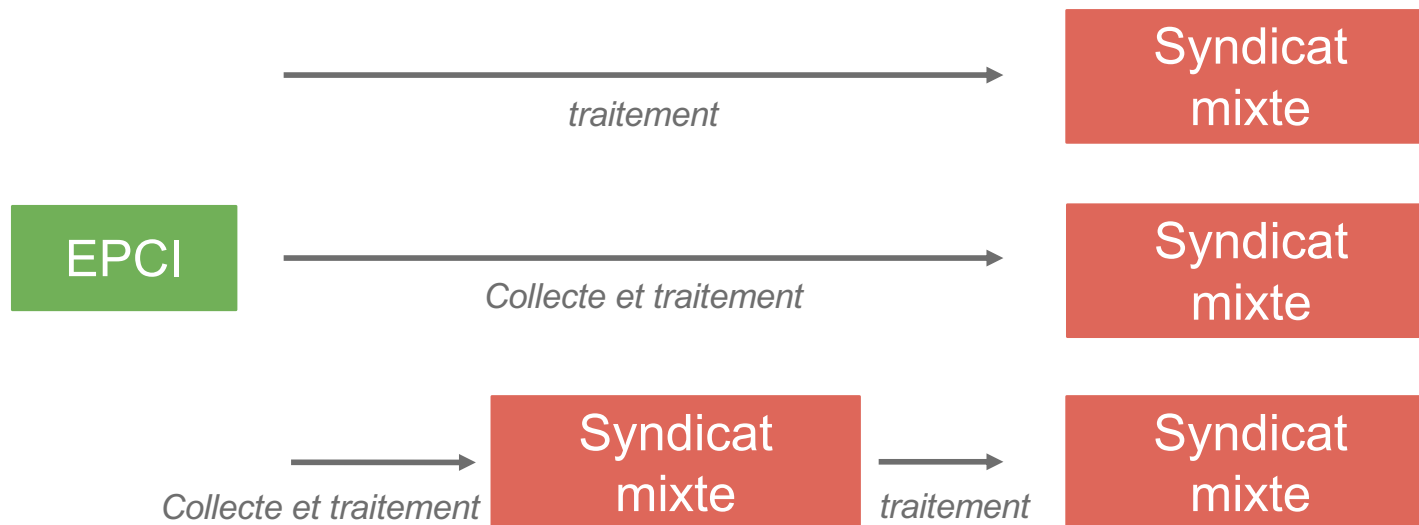 Syndicat
mixte
traitement
EPCI
Syndicat
mixte
Collecte et traitement
Syndicat
mixte
Syndicat
mixte
Collecte et traitement
traitement